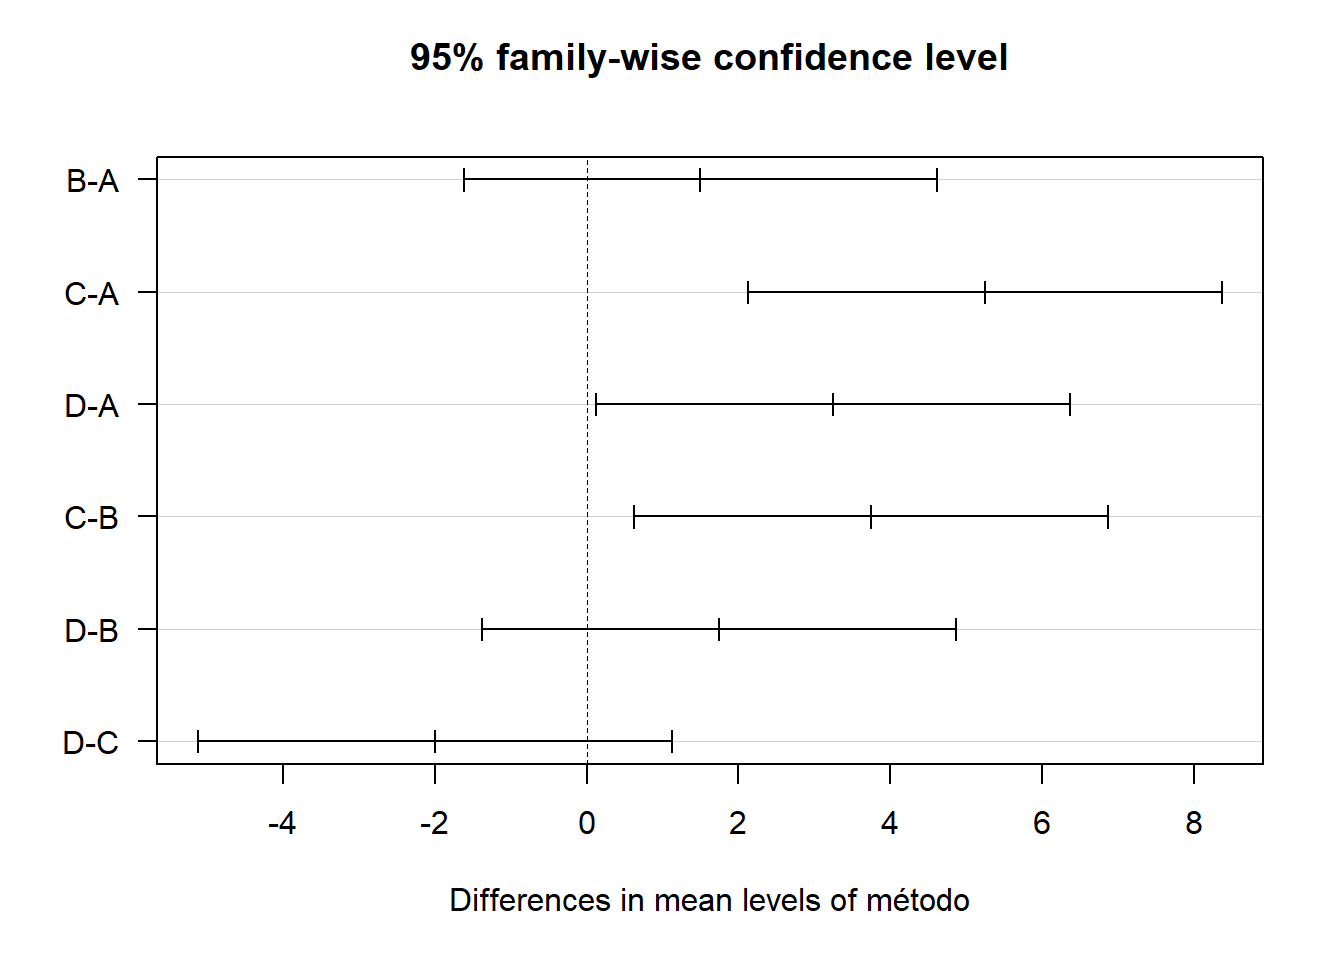 95% family-wise confidence level
B-A
C-A
D-A
C-B
D-B
D-C
-4 -2 0 2 4 6 8
Differences in mean levels of método